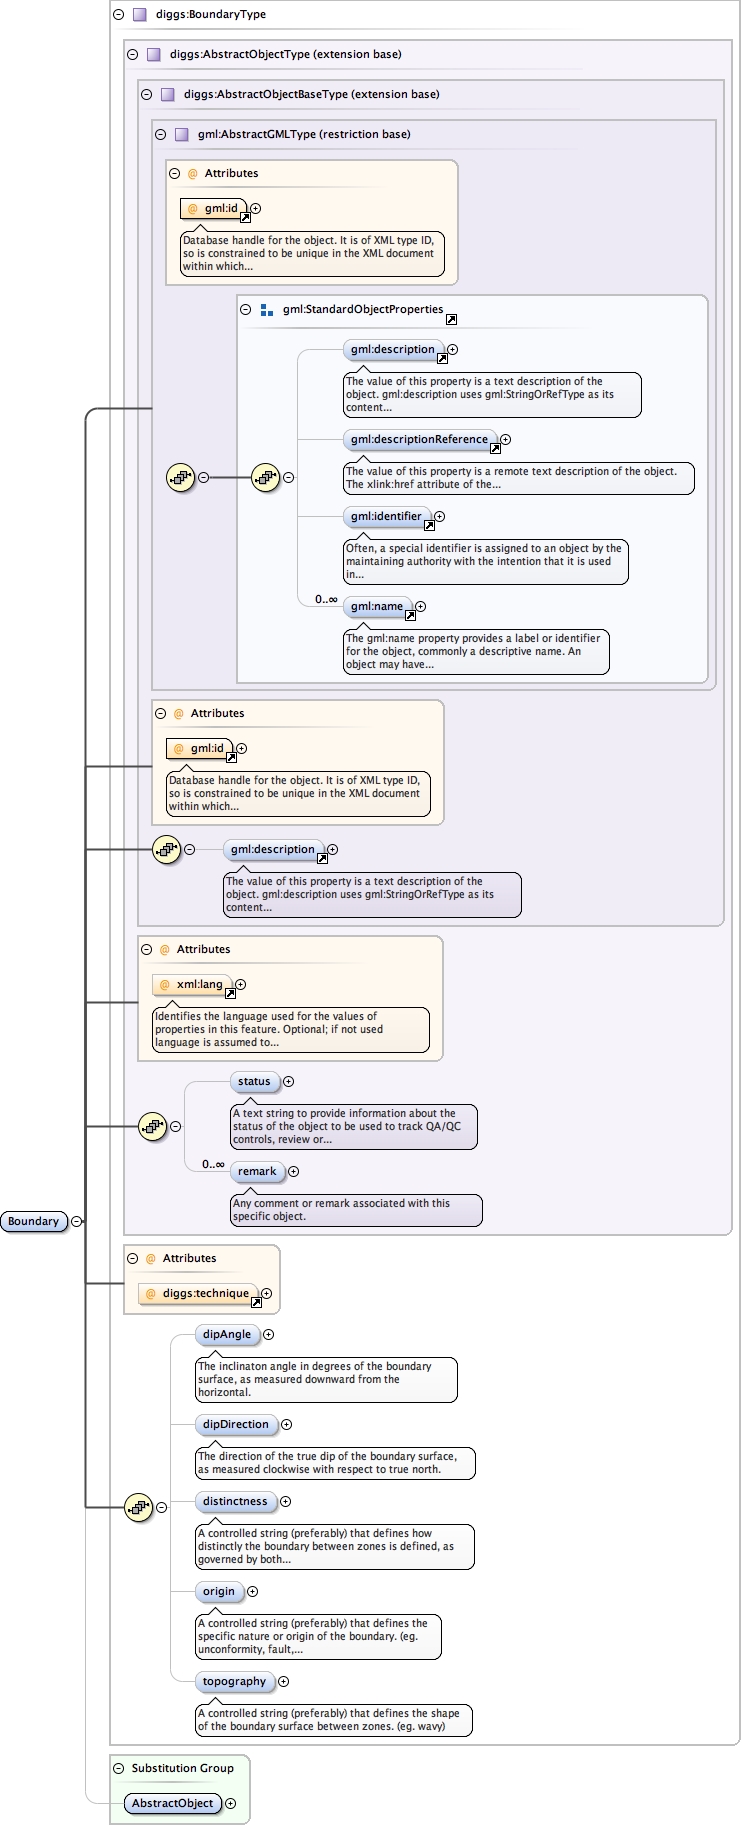 diggs:BoundaryType
diggs:AbstractObjectType (extension base)
diggs:AbstractObjectBaseType (extension base)
gml:AbstractGMLType (restriction base)
@ Attributes
@ gml:id
Database handle for the object. It is of XML type ID,
so is constrained to be unique in the XML document
within which...
gml:StandardObjectProperties
gml:description
The value of this property is a text description of the
object. gml:description uses gml:StringOrRefType as its
content...
gml:descriptionReference
The value of this property is a remote text description of the object.
The xlink:href attribute of the...
gml:identifier
Often, a special identifier is assigned to an object by the
maintaining authority with the intention that it is used
in...
0..∞
gml:name
The gml:name property provides a label or identifier
for the object, commonly a descriptive name. An
object may have...
@ Attributes
@ gml:id
Database handle for the object. It is of XML type ID,
so is constrained to be unique in the XML document
within which...
gml:description
The value of this property is a text description of the
object. gml:description uses gml:StringOrRefType as its
content...
@ Attributes
@ xml:lang
Identifies the language used for the values of
properties in this feature. Optional; if not used
language is assumed to...
status
A text string to provide information about the
status of the object to be used to track QA/QC
controls, review or...
0..∞
remark
Any comment or remark associated with this
specific object.
Boundary
@ Attributes
@ diggs:technique
dipAngle
The inclinaton angle in degrees of the boundary
surface, as measured downward from the
horizontal.
dipDirection
The direction of the true dip of the boundary surface,
as measured clockwise with respect to true north.
distinctness
A controlled string (preferably) that defines how
distinctly the boundary between zones is defined, as
governed by both...
origin
A controlled string (preferably) that defines the
specific nature or origin of the boundary. (eg.
unconformity, fault,...
topography
A controlled string (preferably) that defines the shape
of the boundary surface between zones. (eg. wavy)
Substitution Group
AbstractObject